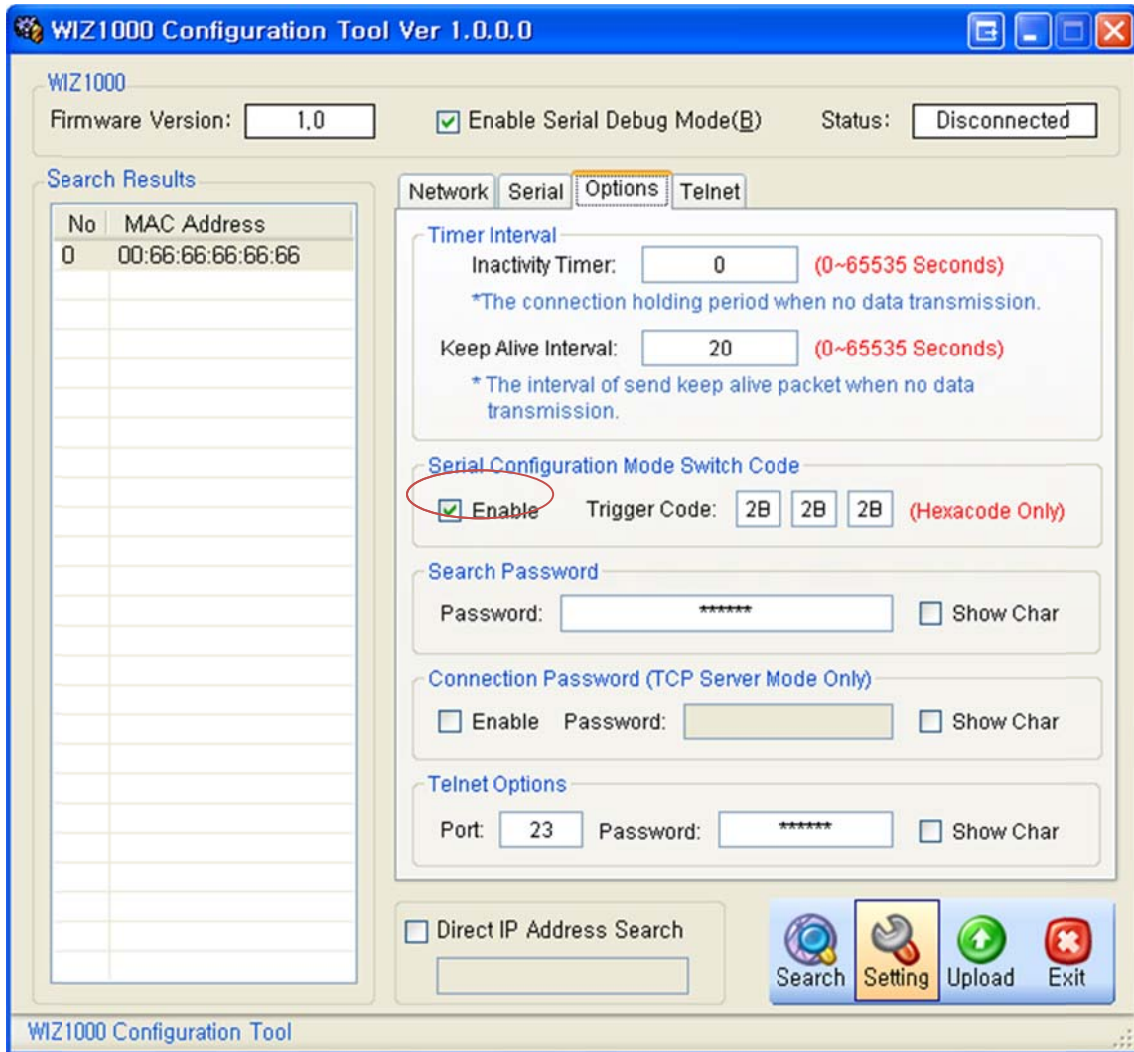 WIZ1000 Configuration Tool Ver 1.0.0.0
WIZ1000
Firmware Version: 1.0 Enable Serial Debug Mode(B) Status: Disconnected
Search Results
No MAC Address
0 00:66:66:66:66:66
Network Serial Options Telnet
Timer Interval
Inactivity Timer: 0 (0~65535 Seconds)
*The connection holding period when no data transmission.
Keep Alive Interval: 20 (0~65535 Seconds)
* The interval of send keep alive packet when no data
transmission.
Serial Configuration Mode Switch Code
Enable Trigger Code: 2B 2B 2B (Hexacode Only)
Search Password
Password: ****** Show Char
Connection Password (TCP Server Mode Only)
Enable Password: Show Char
Telnet Options
Port: 23 Password: ****** Show Char
Direct IP Address Search
Search Setting Upload Exit
WIZ1000 Configuration Tool